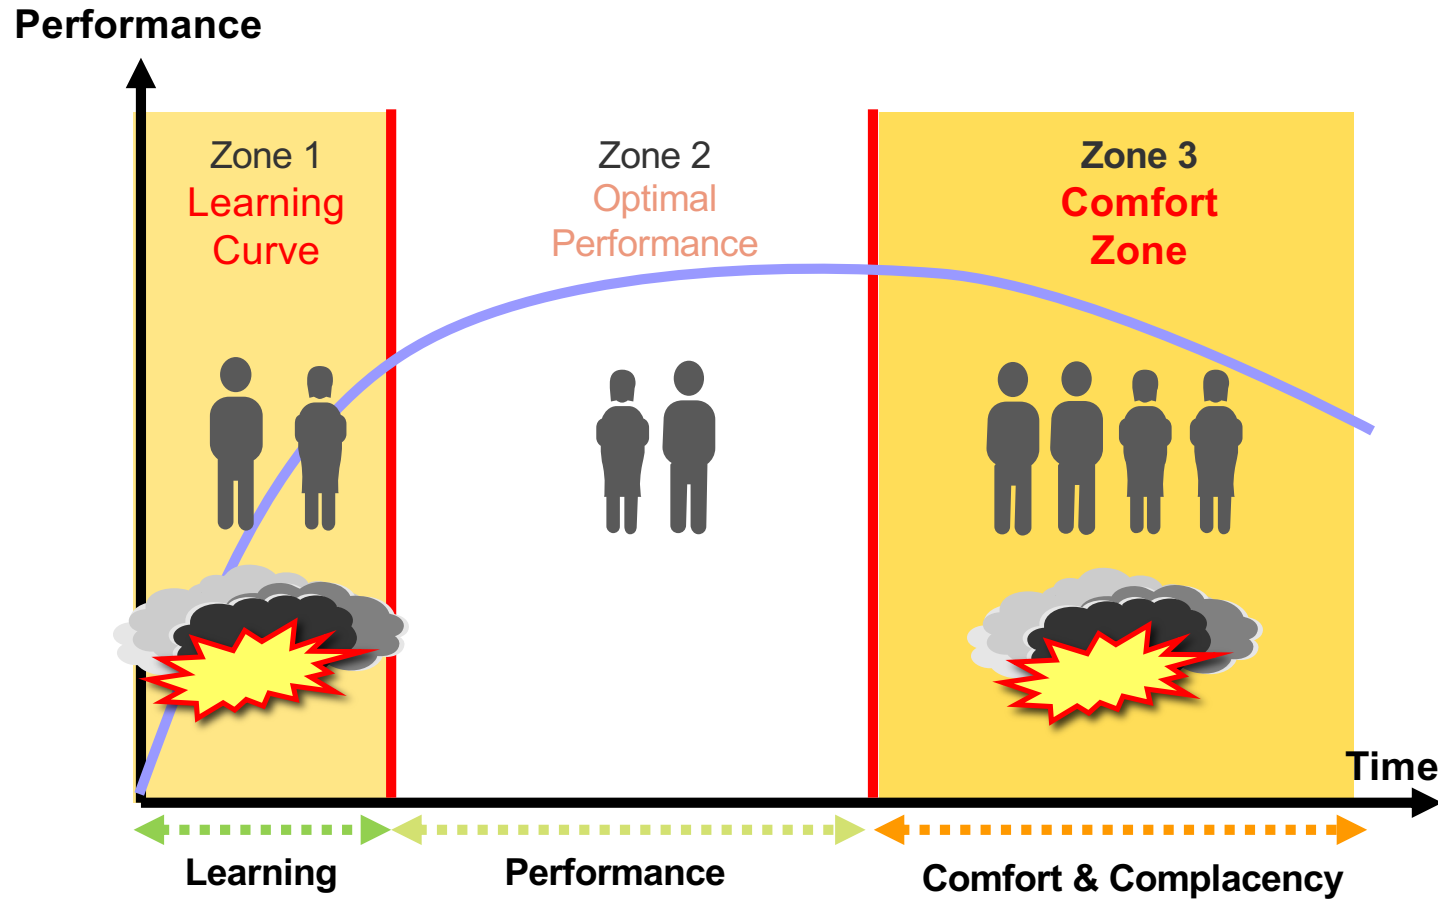 Performance
Zone 1
Learning
Curve
Zone 2
Optimal
Performance
Zone 3
Comfort
Zone
Time
Learning
Performance
Comfort & Complacency